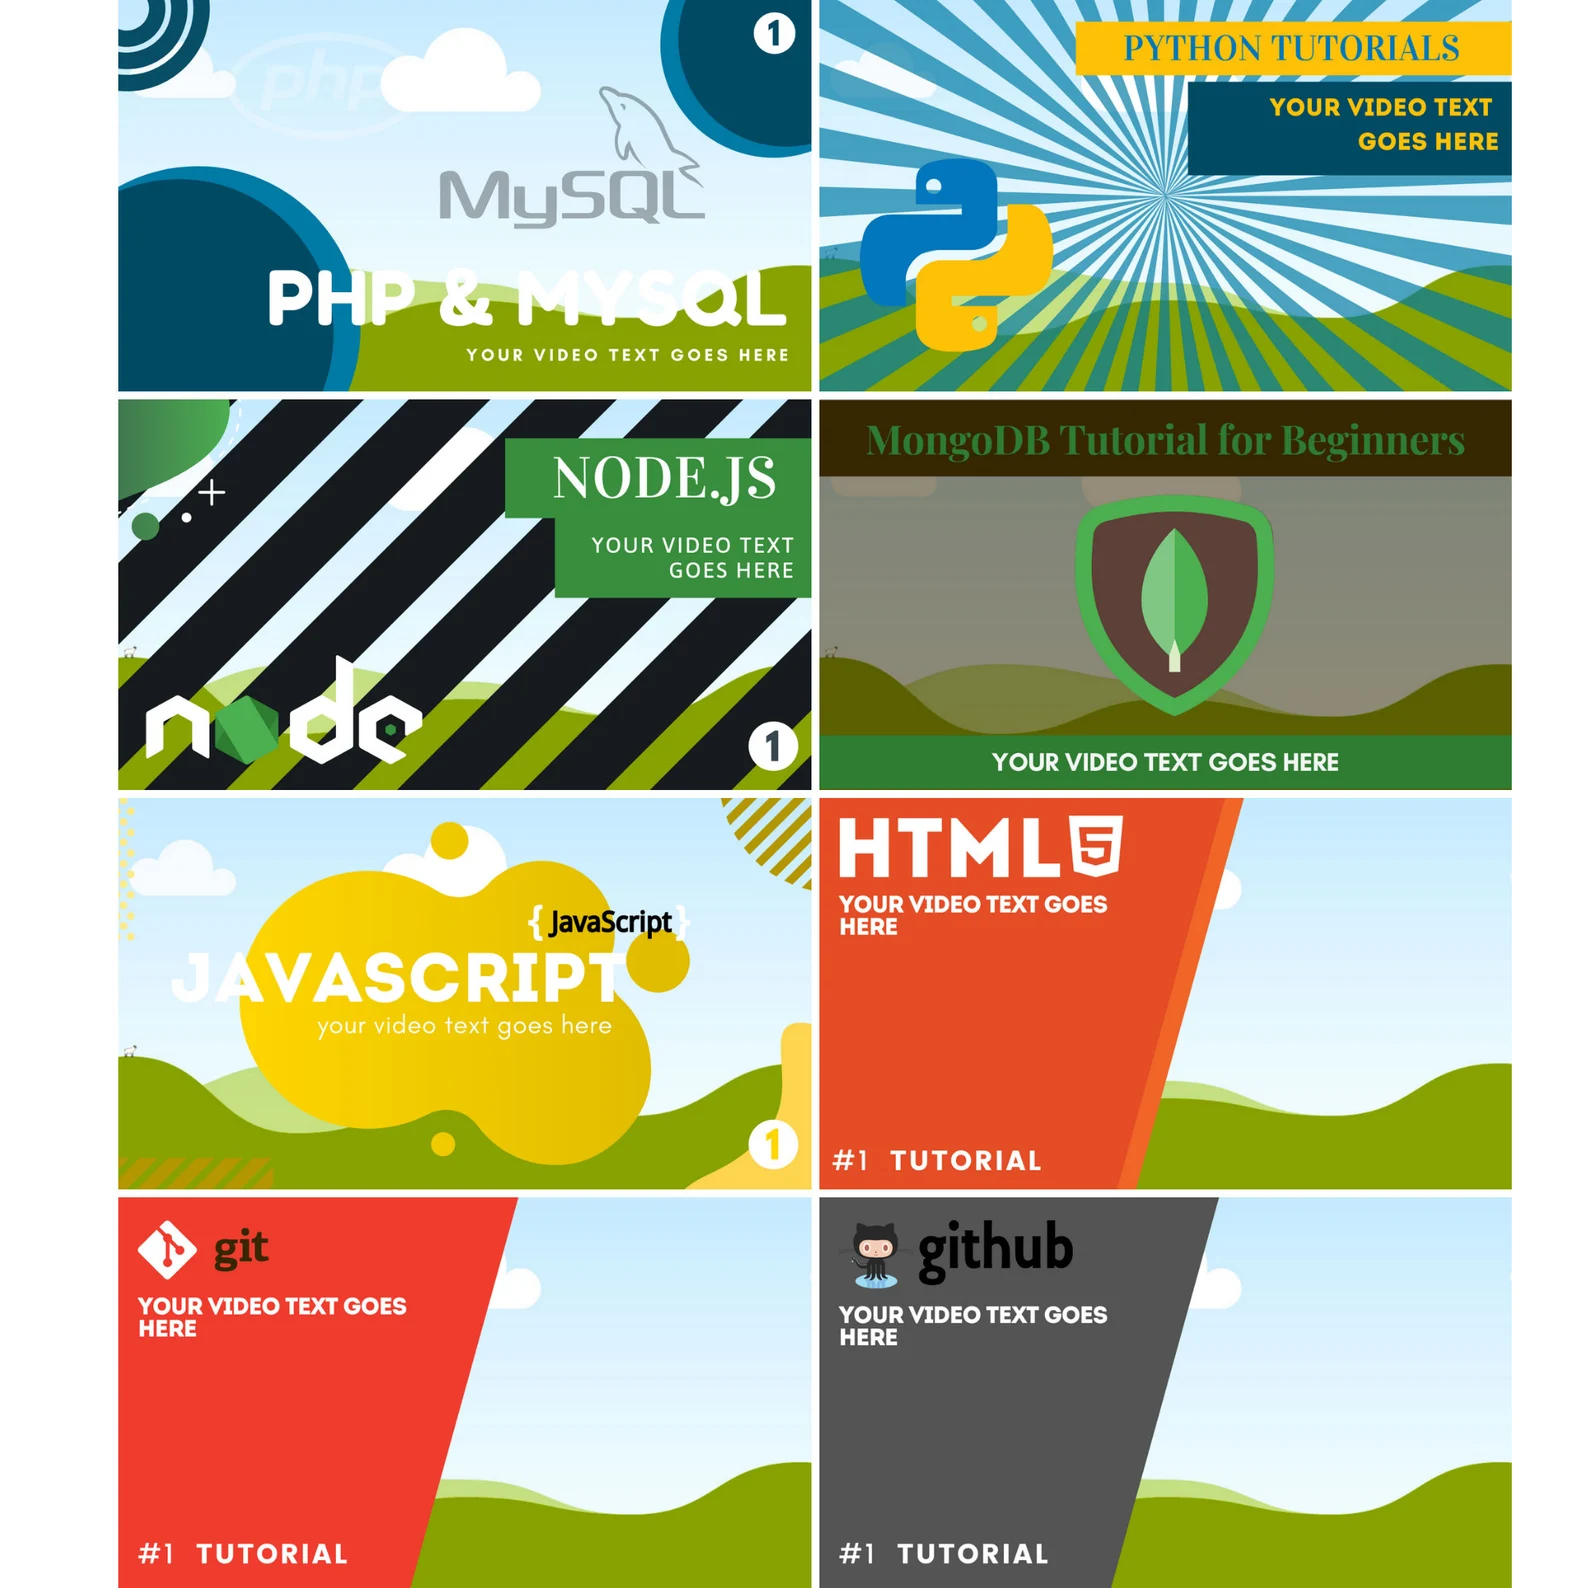 php
1
MySQL
PHP & MYSQL
YOUR VIDEO TEXT GOES HERE
PYTHON TUTORIALS
YOUR VIDEO TEXT
GOES HERE
NODE.JS
YOUR VIDEO TEXT
GOES HERE
node
1
MongoDB Tutorial for Beginners
YOUR VIDEO TEXT GOES HERE
{ JavaScript }
JAVASCRIPT
your video text goes here
1
HTML 5
YOUR VIDEO TEXT GOES
HERE
#1 TUTORIAL
git
YOUR VIDEO TEXT GOES
HERE
#1 TUTORIAL
github
YOUR VIDEO TEXT GOES
HERE
#1 TUTORIAL